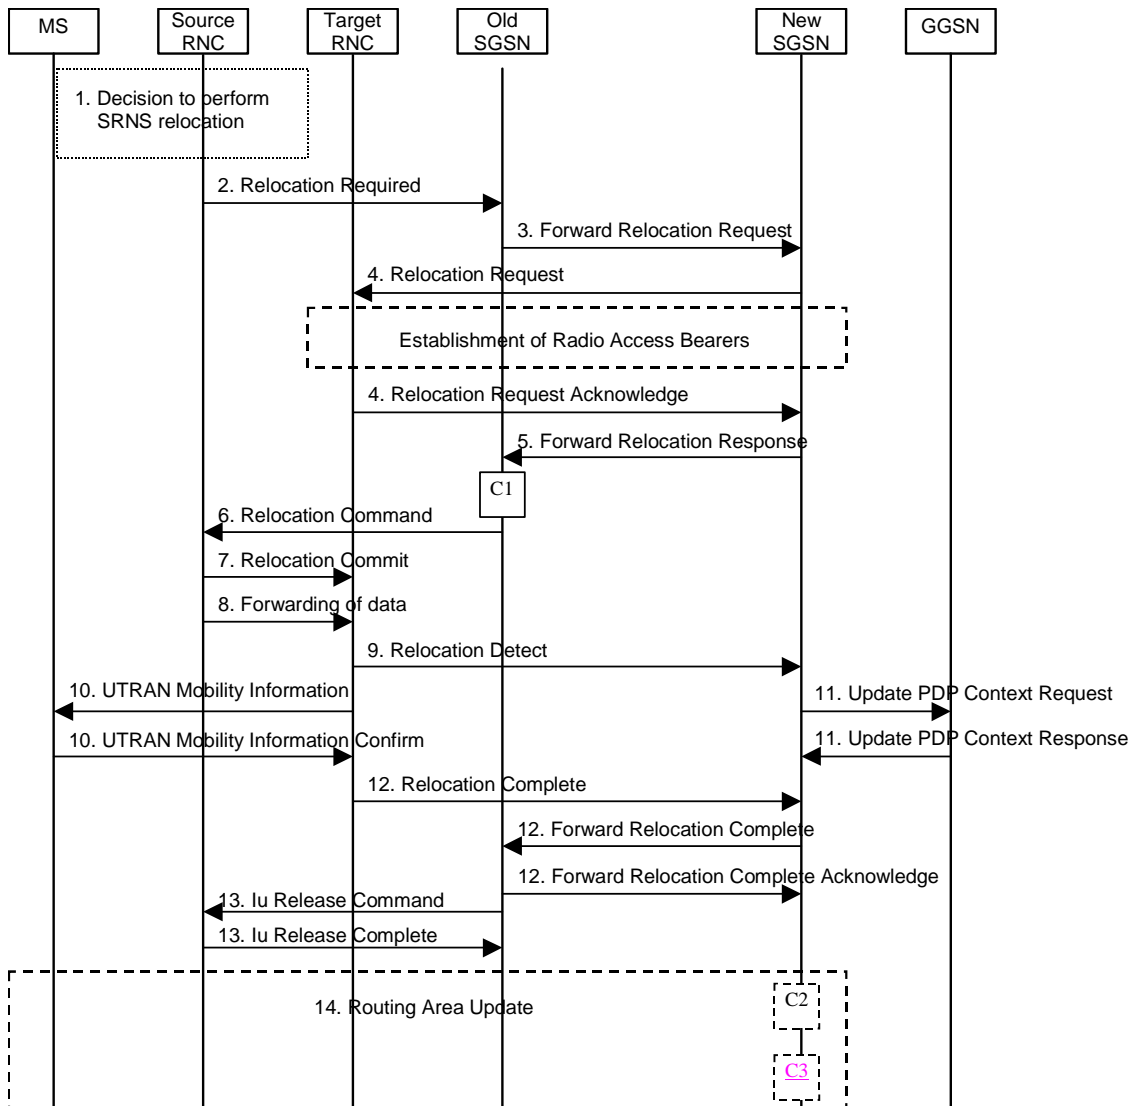 MS
Source
RNC
Target
RNC
Old
SGSN
New
SGSN
GGSN
1. Decision to perform
SRNS relocation
2. Relocation Required
3. Forward Relocation Request
4. Relocation Request
Establishment of Radio Access Bearers
4. Relocation Request Acknowledge
5. Forward Relocation Response
C1
6. Relocation Command
7. Relocation Commit
8. Forwarding of data
9. Relocation Detect
10. UTRAN Mobility Information
11. Update PDP Context Request
10. UTRAN Mobility Information Confirm
11. Update PDP Context Response
12. Relocation Complete
12. Forward Relocation Complete
12. Forward Relocation Complete Acknowledge
13. Iu Release Command
13. Iu Release Complete
14. Routing Area Update
C2
C3